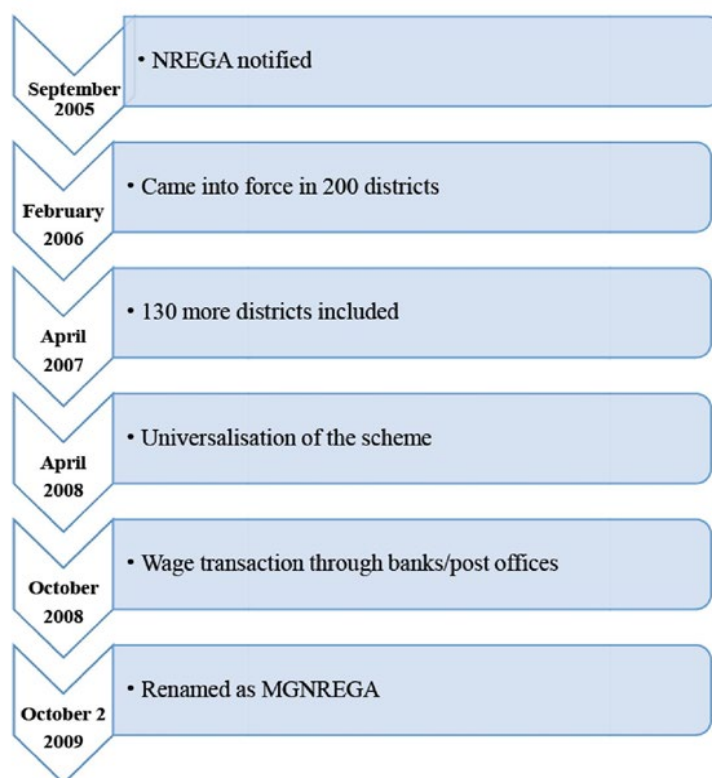 September
2005
• NREGA notified
February
2006
• Came into force in 200 districts
April
2007
• 130 more districts included
April
2008
• Universalisation of the scheme
October
2008
• Wage transaction through banks/post offices
October 2
2009
• Renamed as MGNREGA